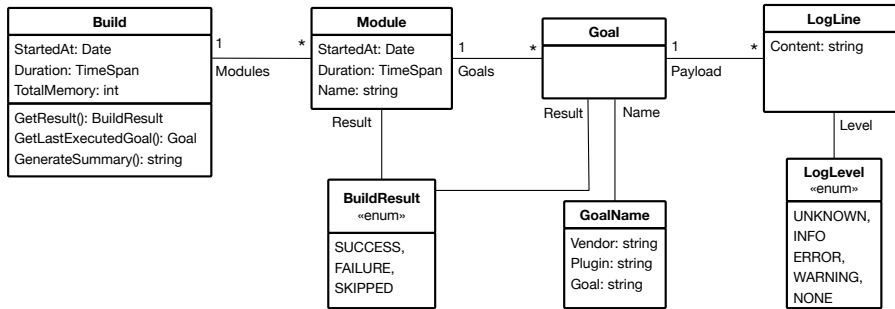 Build
StartedAt: Date
Duration: TimeSpan
TotalMemory: int
GetResult(): BuildResult
GetLastExecutedGoal(): Goal
GenerateSummary(): string
1
*
Modules
Module
StartedAt: Date
Duration: TimeSpan
Name: string
1
*
Goals
Goal
1
*
Payload
LogLine
Content: string
Result
Result
Name
Level
BuildResult
«enum»
SUCCESS,
FAILURE,
SKIPPED
GoalName
Vendor: string
Plugin: string
Goal: string
LogLevel
«enum»
UNKNOWN,
INFO
ERROR,
WARNING,
NONE